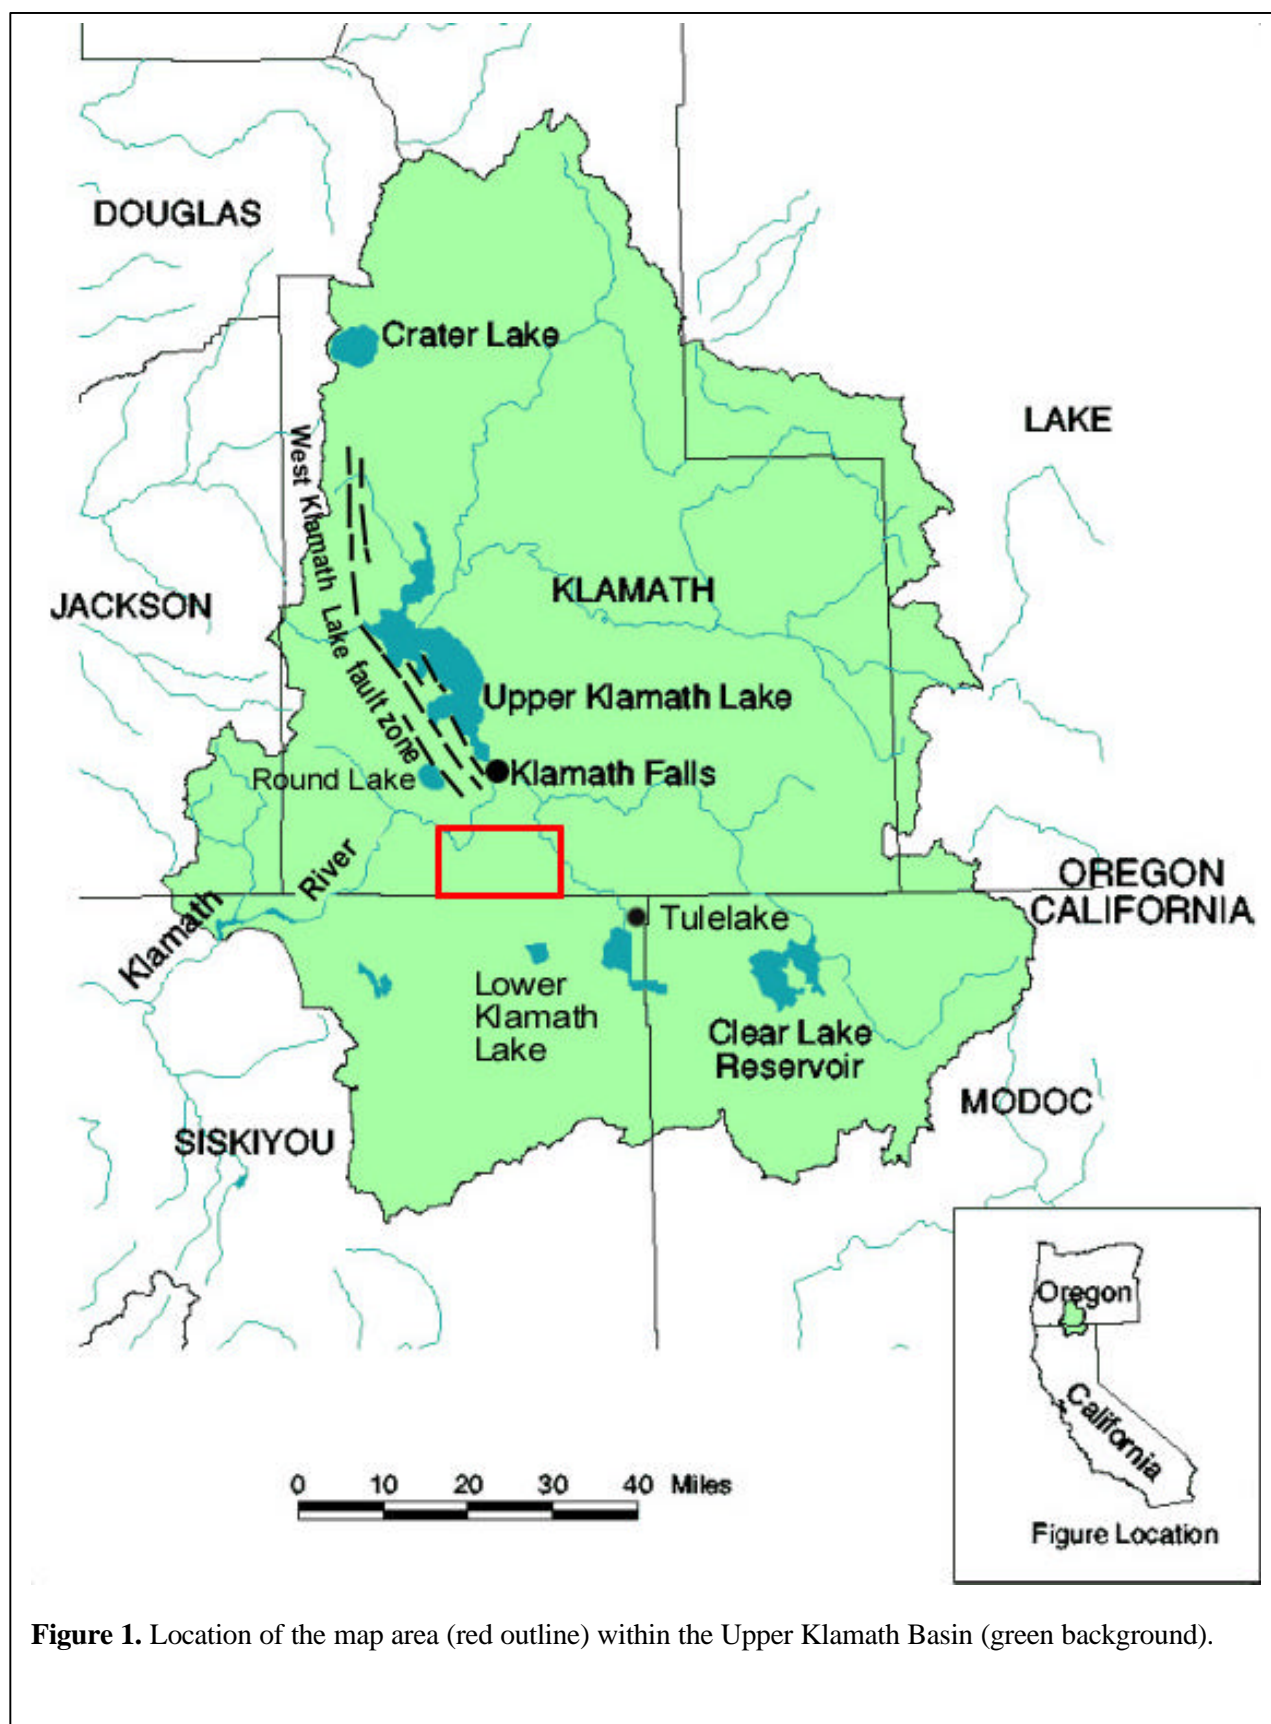 DOUGLAS
Crater Lake
LAKE
West Klamath Lake fault zone
KLAMATH
JACKSON
Upper Klamath Lake
Klamath Falls
Round Lake
Klamath River
OREGON
CALIFORNIA
Tulelake
Lower
Klamath
Lake
Clear Lake
Reservoir
MODOC
SISKIYOU
Oregon
California
Figure Location
0 10 20 30 40 Miles
Figure 1. Location of the map area (red outline) within the Upper Klamath Basin (green background).